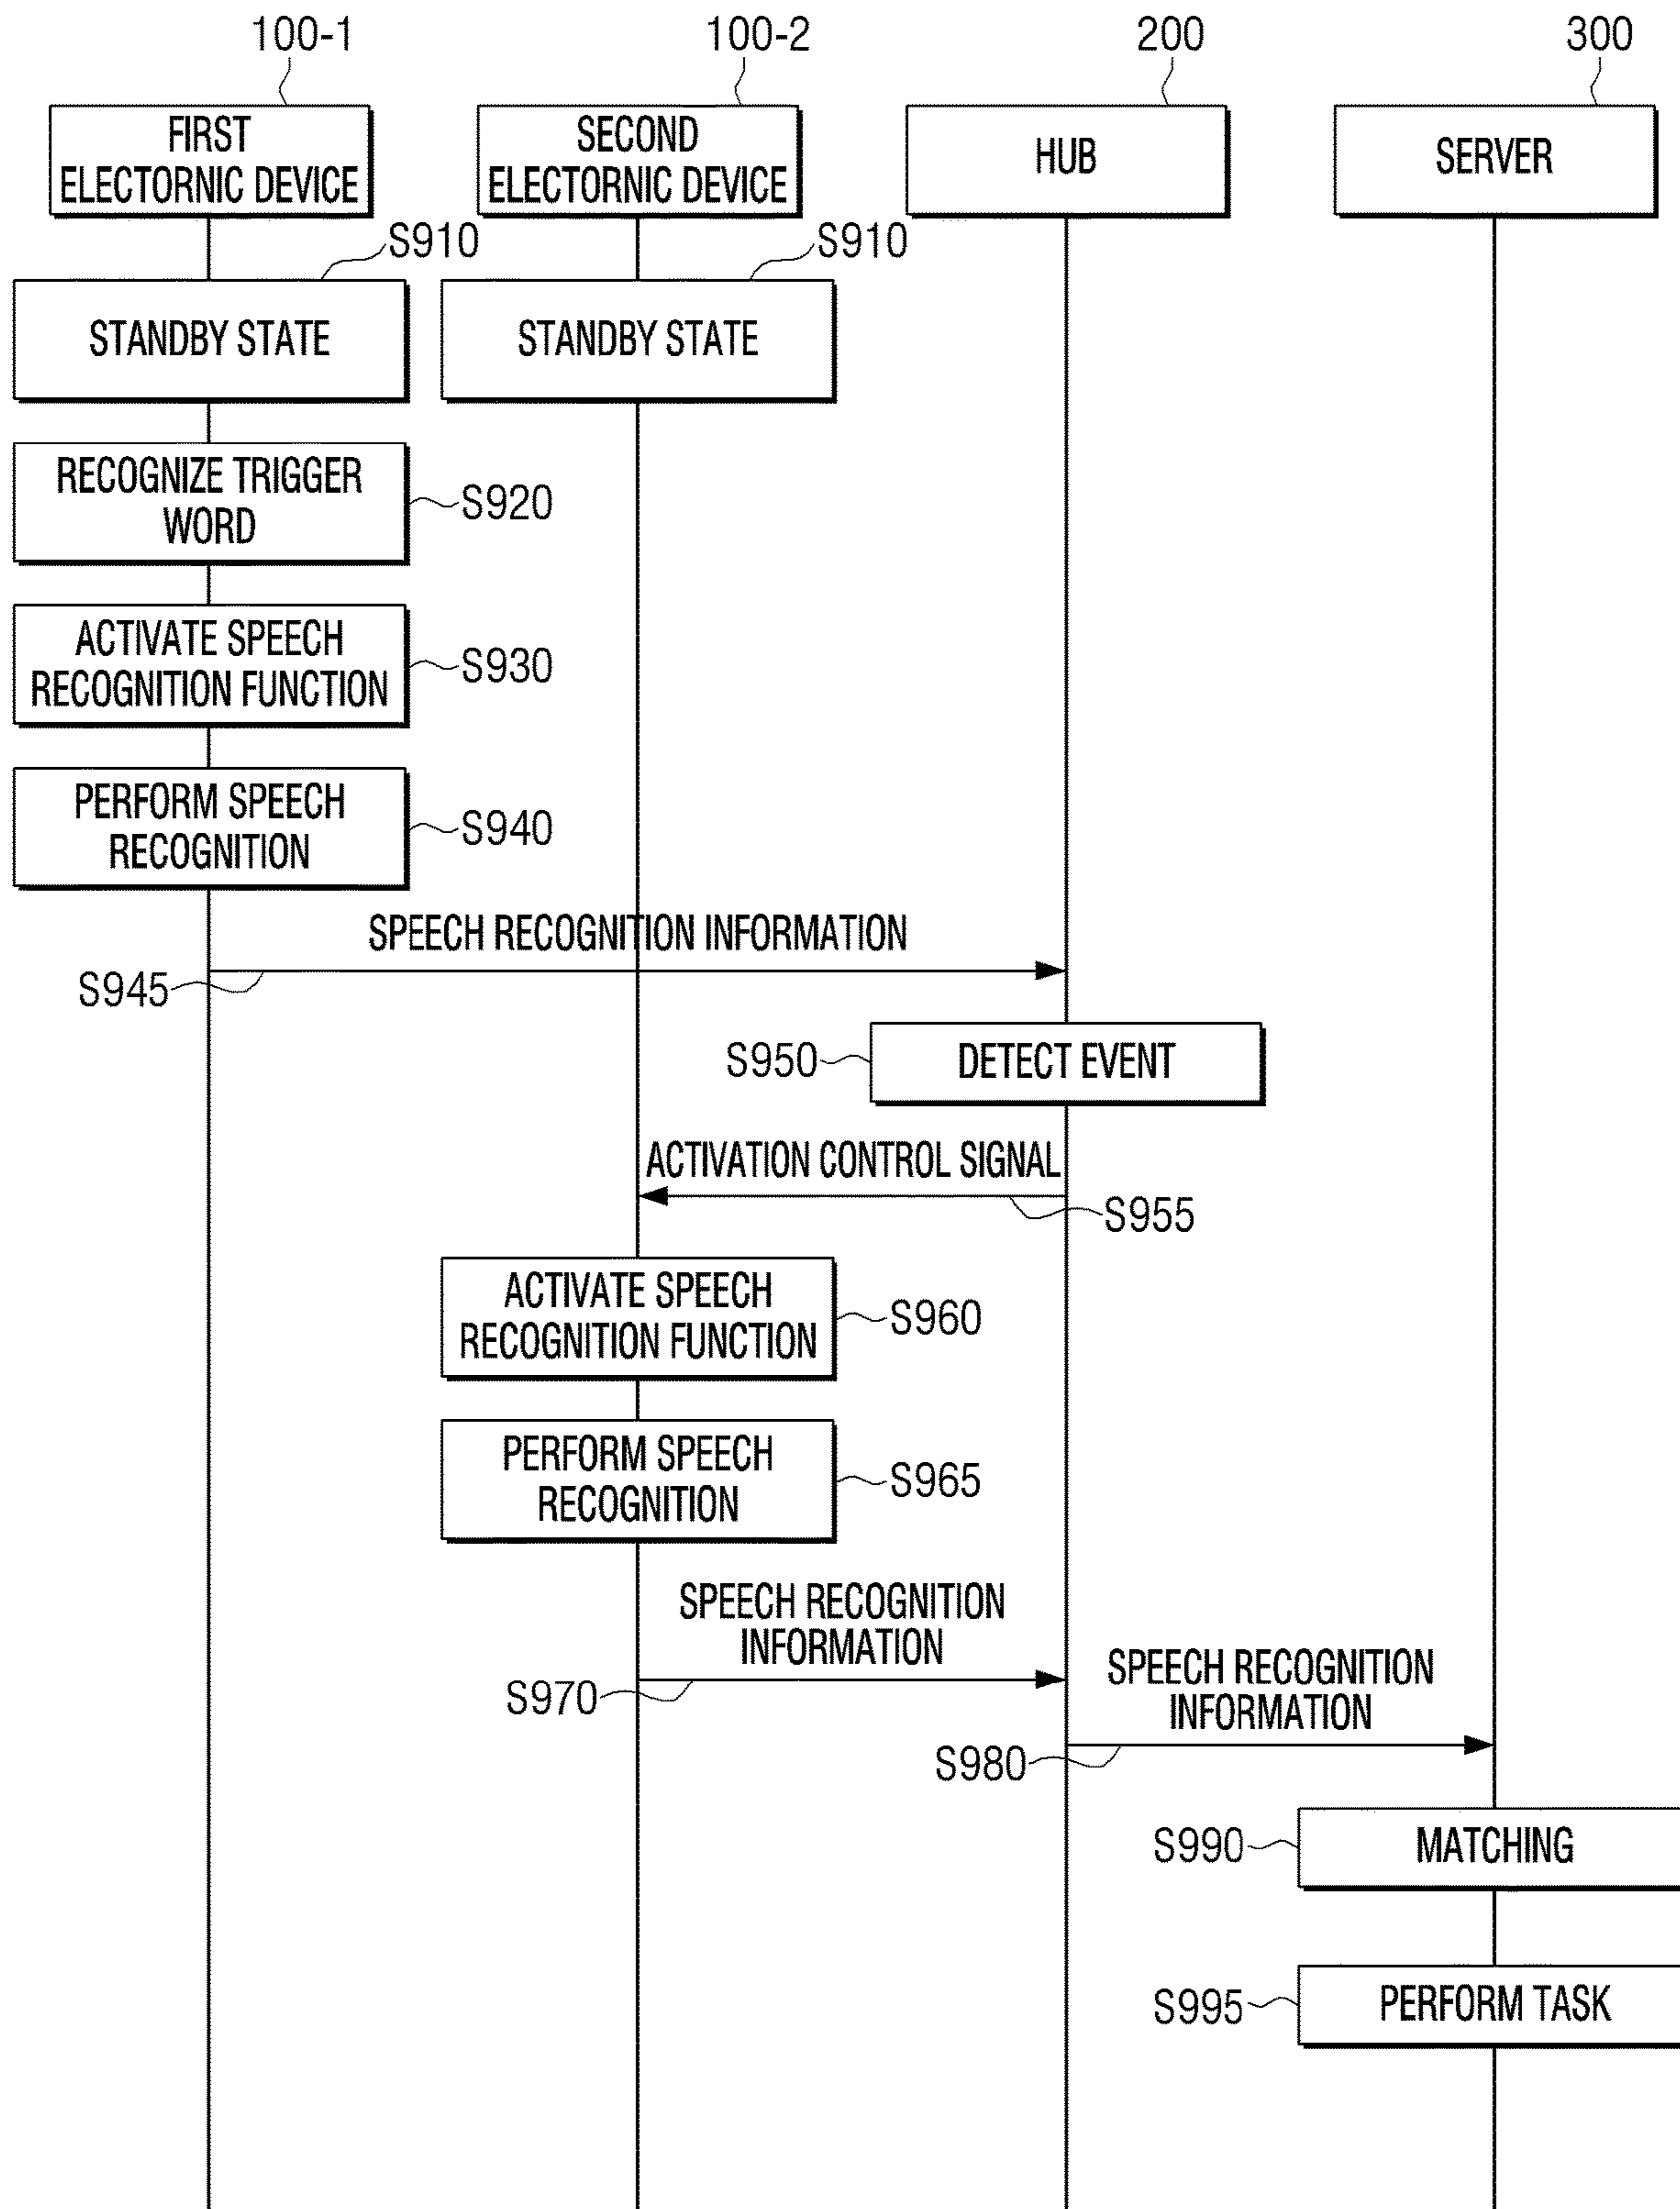 100-1
100-2
200
300
FIRST
ELECTORNIC DEVICE
SECOND
ELECTORNIC DEVICE
HUB
SERVER
S910
S910
STANDBY STATE
STANDBY STATE
RECOGNIZE TRIGGER
WORD
S920
ACTIVATE SPEECH
RECOGNITION FUNCTION
S930
PERFORM SPEECH
RECOGNITION
S940
SPEECH RECOGNITION INFORMATION
S945
S950
DETECT EVENT
ACTIVATION CONTROL SIGNAL
S955
ACTIVATE SPEECH
RECOGNITION FUNCTION
S960
PERFORM SPEECH
RECOGNITION
S965
SPEECH RECOGNITION
INFORMATION
S970
SPEECH RECOGNITION
INFORMATION
S980
S990
MATCHING
S995
PERFORM TASK